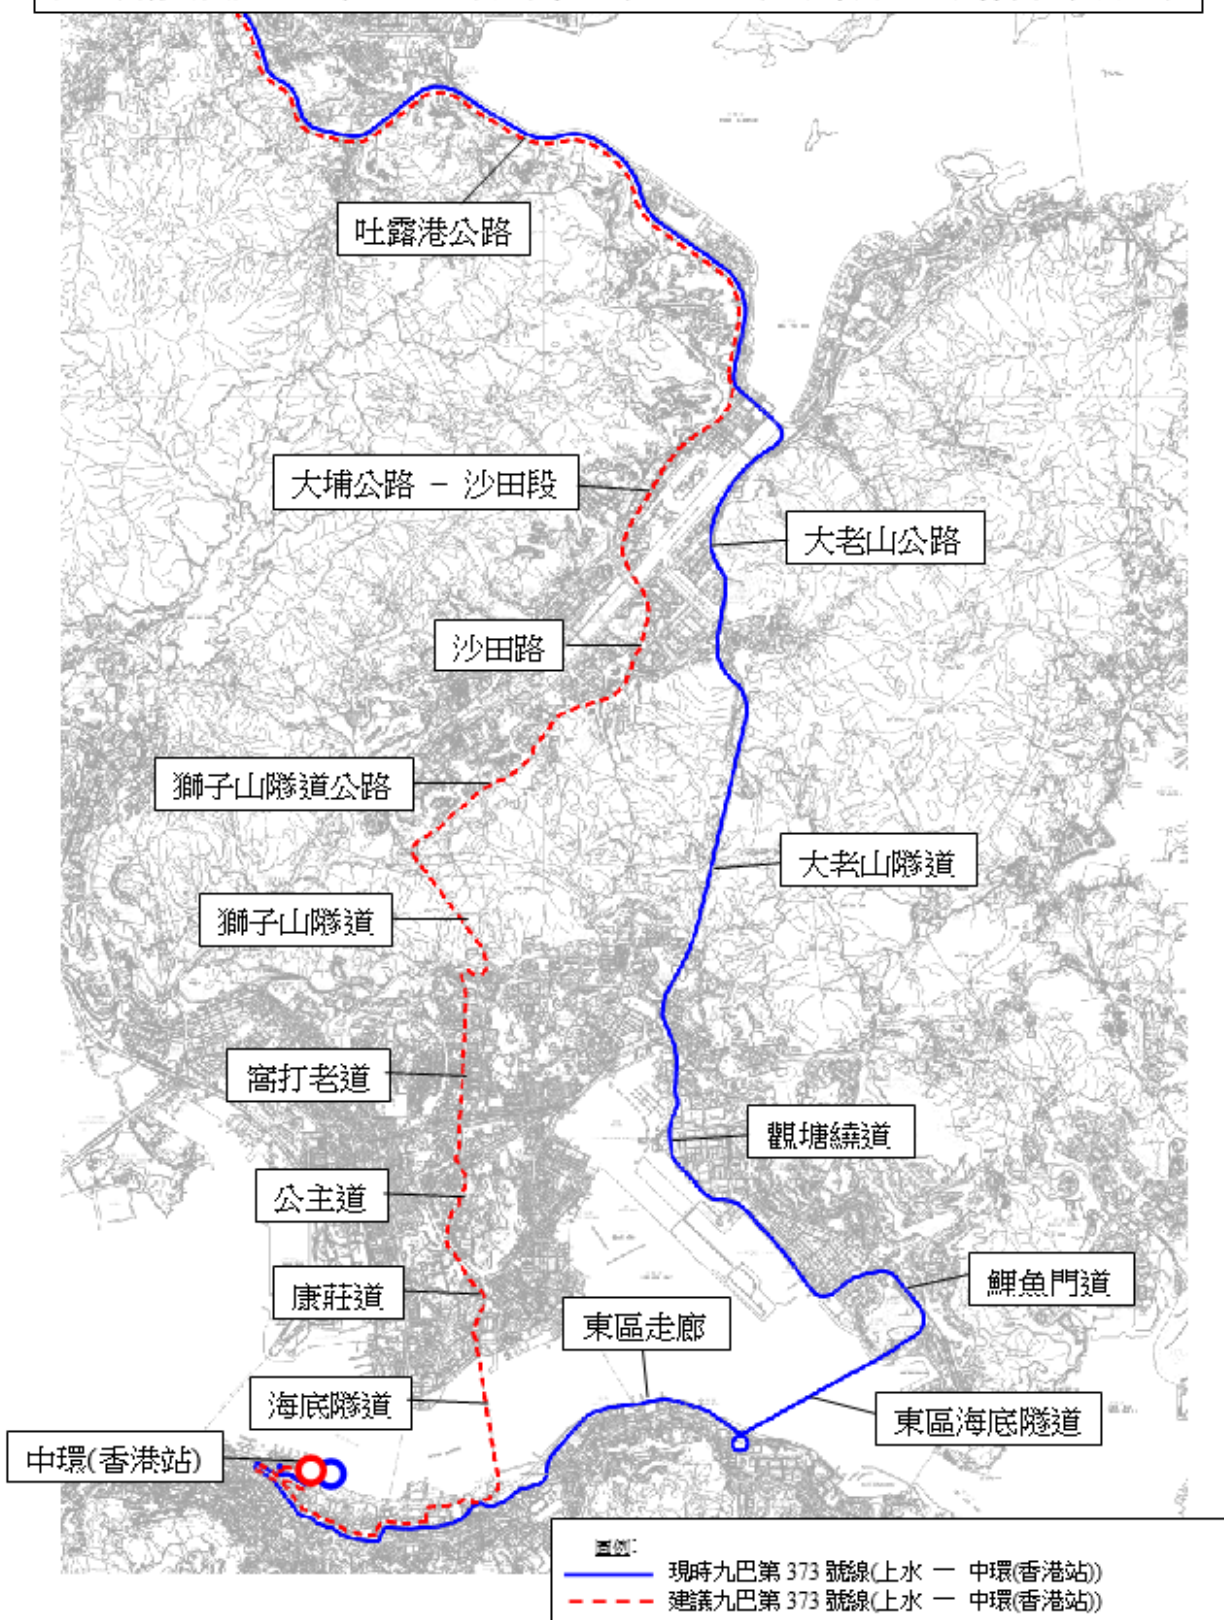 吐露港公路
大埔公路 － 沙田段
大老山公路
沙田路
獅子山隧道公路
大老山隧道
獅子山隧道
窩打老道
觀塘繞道
公主道
鯉魚門道
康莊道
東區走廊
海底隧道
東區海底隧道
中環(香港站)
圖例:
現時九巴第 373 號線(上水 一 中環(香港站))
建議九巴第 373 號線(上水 一 中環(香港站))